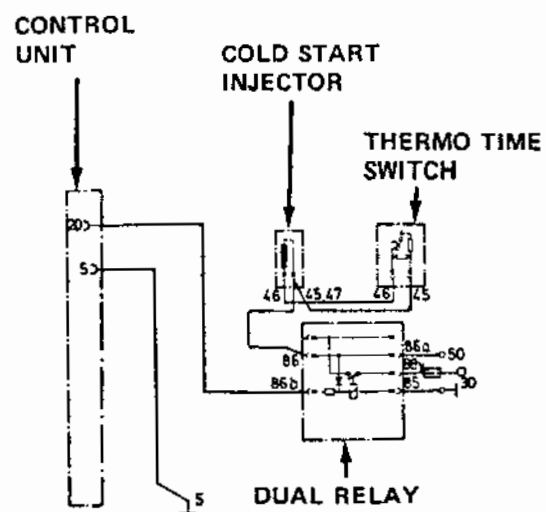 CONTROL
UNIT
COLD START
INJECTOR
THERMO TIME
SWITCH
20
5
46 45,47 46 45
86 86a 50
88
30
86b 85
5
DUAL RELAY